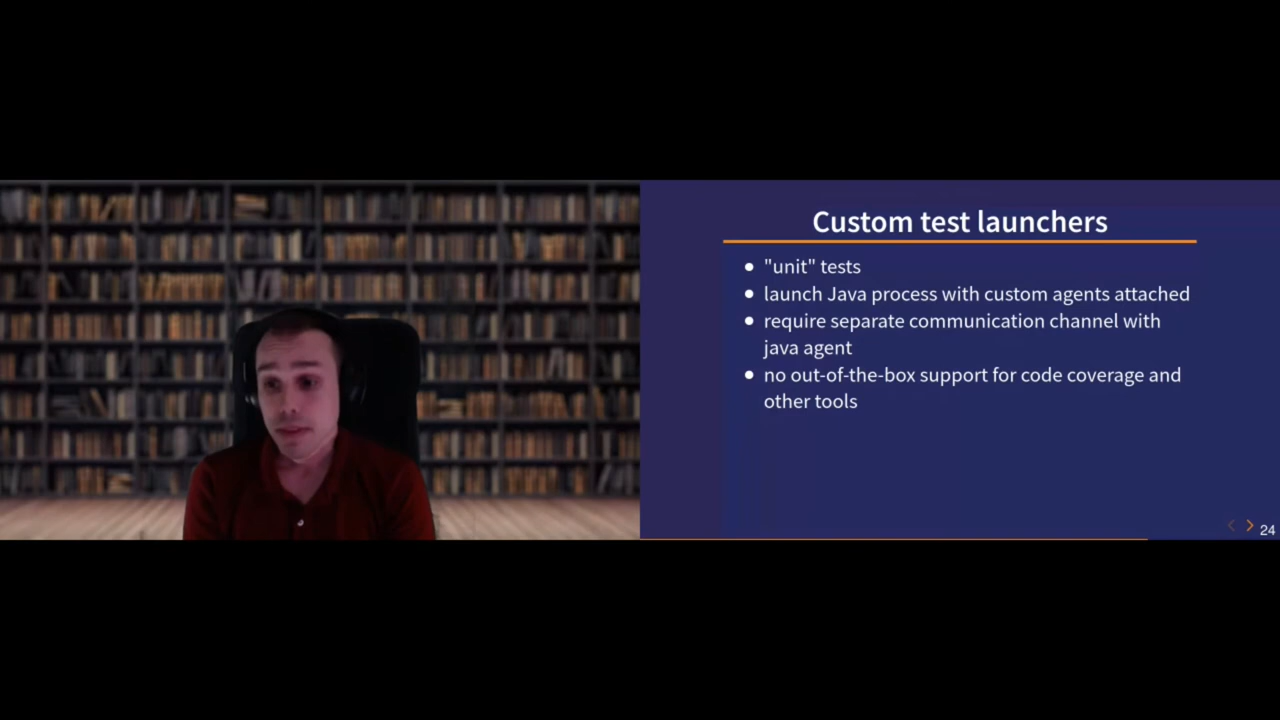 Custom test launchers
"unit" tests
launch Java process with custom agents attached
require separate communication channel with
java agent
no out-of-the-box support for code coverage and
other tools
24